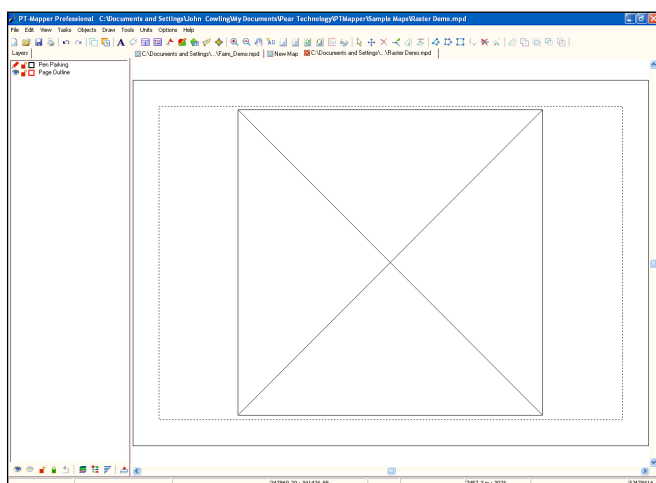 PT-Mapper Professional C:\Documents and Settings\John Cowling\My Documents\Pear Technology\PTMapper\Sample Maps\Raster Demo.mpd
File Edit View Tasks Objects Draw Tools Units Options Help
Layers C:\Documents and Settings\...\Farm_Demo.mpd New Map C:\Documents and Settings\...\Raster Demo.mpd
Pen Parking
Page Outline